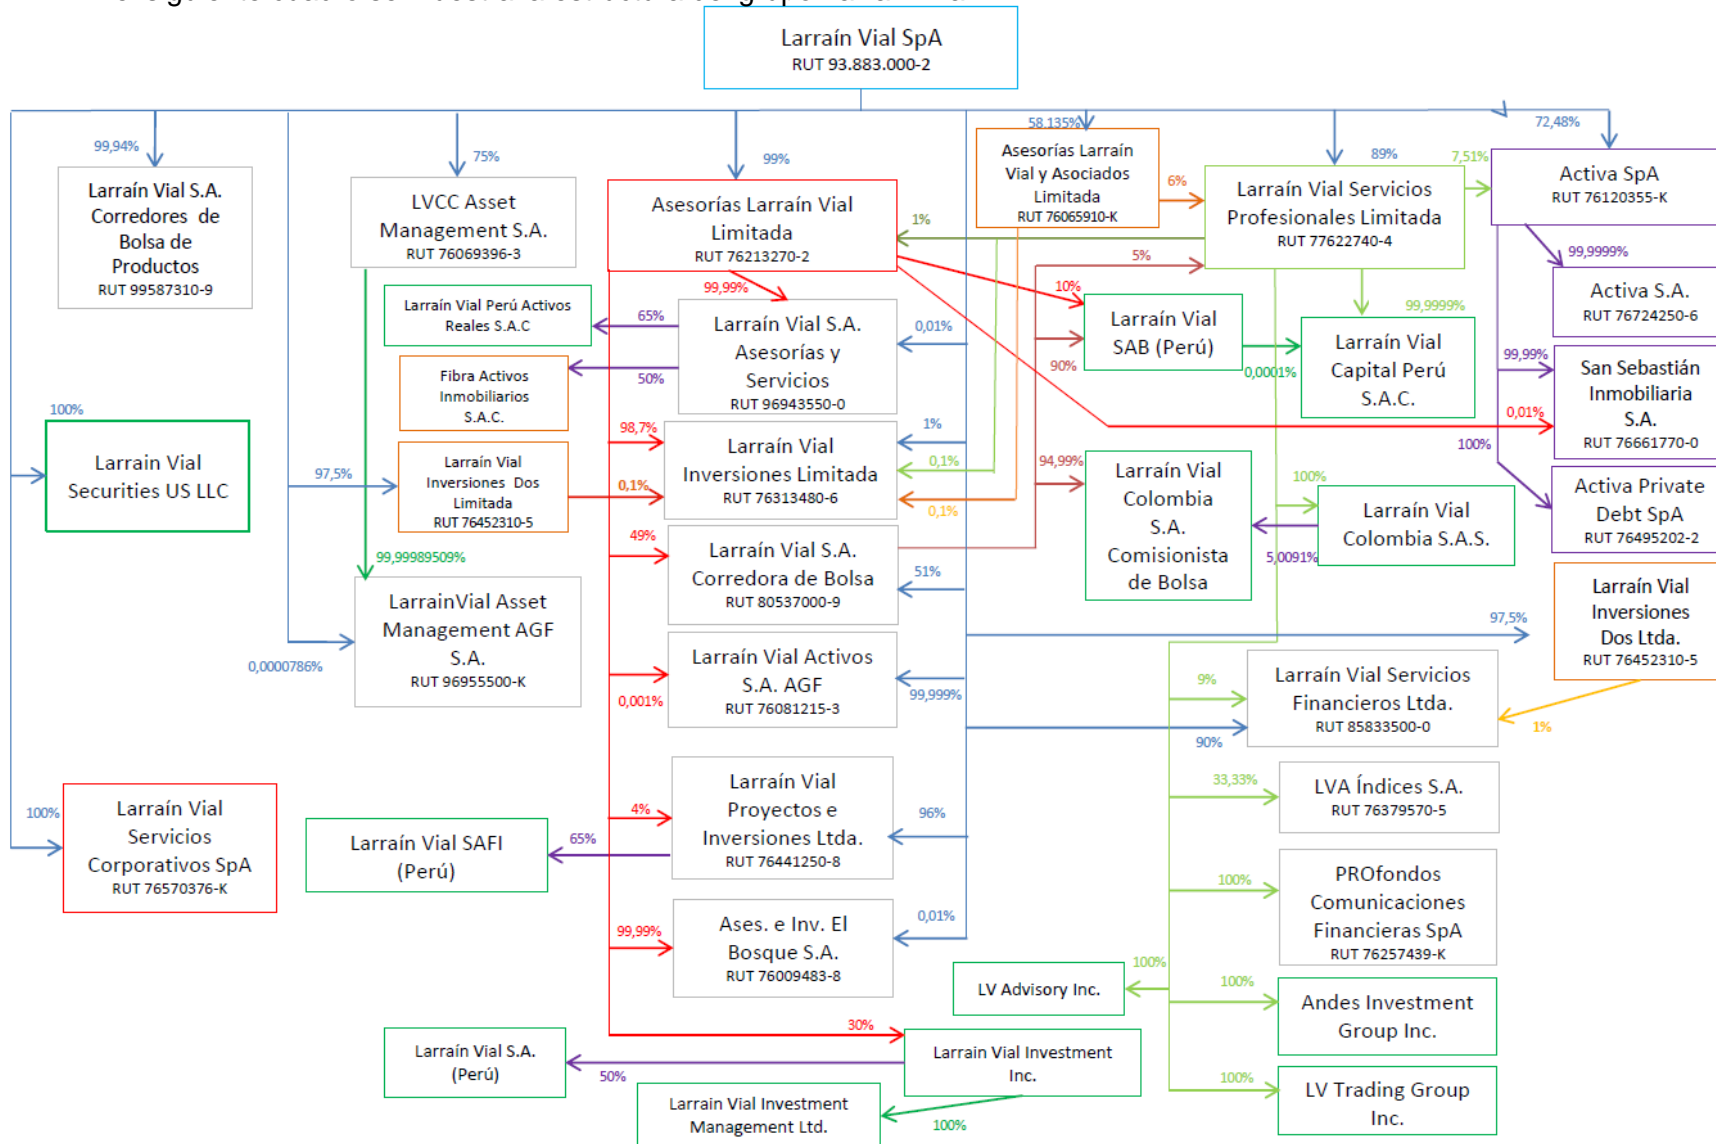 Larraín Vial SpA
RUT 93.883.000-2
99,94%
75%
99%
58.135%
89%
72,48%
7,51%
Larraín Vial S.A.
Corredores de
Bolsa de
Productos
RUT 99587310-9
LVCC Asset
Management S.A.
RUT 76069396-3
Asesorías Larraín Vial
Limitada
RUT 76213270-2
Asesorías Larraín
Vial y Asociados
Limitada
RUT 76065910-K
6%
Larraín Vial Servicios
Profesionales Limitada
RUT 77622740-4
Activa SpA
RUT 76120355-K
1%
5%
99,9999%
99,99%
10%
Larraín Vial Perú Activos
Reales S.A.C
65%
Larraín Vial S.A.
Asesorías y
Servicios
RUT 96943550-0
0,01%
Larraín Vial
SAB (Perú)
90%
99,9999%
0,0001%
Larraín Vial
Capital Perú
S.A.C.
Activa S.A.
RUT 76724250-6
Fibra Activos
Inmobiliarios
S.A.C.
50%
99,99%
San Sebastián
Inmobiliaria
S.A.
RUT 76661770-0
0,01%
100%
Larrain Vial
Securities US LLC
97,5%
Larraín Vial
Inversiones Dos
Limitada
RUT 76452310-5
98,7%
0,1%
Larraín Vial
Inversiones Limitada
RUT 76313480-6
1%
0,1%
0,1%
94,99%
Larraín Vial
Colombia
S.A.
Comisionista
de Bolsa
100%
5,0091%
Larraín Vial
Colombia S.A.S.
100%
Activa Private
Debt SpA
RUT 76495202-2
99,99989509%
49%
Larraín Vial S.A.
Corredora de Bolsa
RUT 80537000-9
51%
LarrainVial Asset
Management AGF
S.A.
RUT 96955500-K
0,0000786%
0,001%
Larraín Vial Activos
S.A. AGF
RUT 76081215-3
99,999%
97,5%
Larraín Vial
Inversiones
Dos Ltda.
RUT 76452310-5
9%
90%
Larraín Vial Servicios
Financieros Ltda.
RUT 85833500-0
1%
100%
Larraín Vial
Servicios
Corporativos SpA
RUT 76570376-K
Larraín Vial SAFI
(Perú)
65%
4%
Larraín Vial
Proyectos e
Inversiones Ltda.
RUT 76441250-8
96%
33,33%
LVA Índices S.A.
RUT 76379570-5
99,99%
Ases. e Inv. El
Bosque S.A.
RUT 76009483-8
0,01%
100%
PROfondos
Comunicaciones
Financieras SpA
RUT 76257439-K
LV Advisory Inc.
100%
100%
Andes Investment
Group Inc.
30%
Larraín Vial S.A.
(Perú)
50%
Larrain Vial Investment
Inc.
Larrain Vial Investment
Management Ltd.
100%
100%
LV Trading Group
Inc.